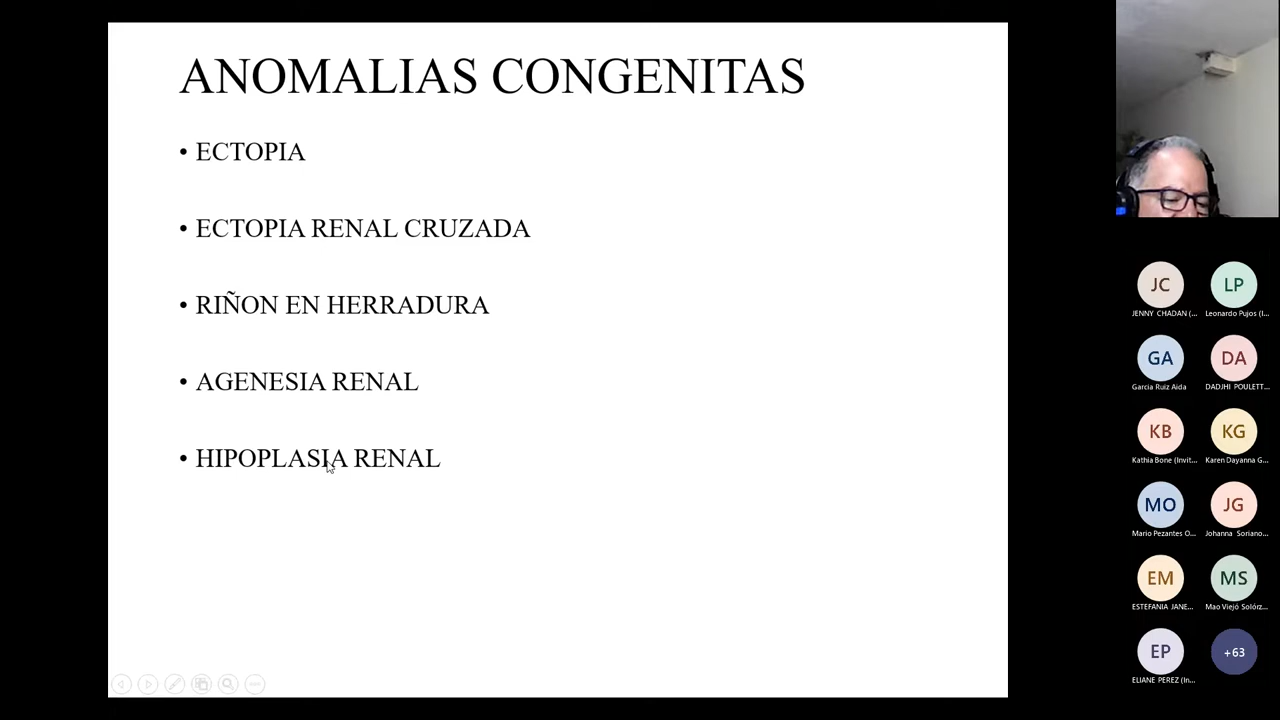 ANOMALIAS CONGENITAS
• ECTOPIA
• ECTOPIA RENAL CRUZADA
• RIÑON EN HERRADURA
• AGENESIA RENAL
• HIPOPLASIA RENAL
JC
LP
JENNY CHADAN (...
Leonardo Pujos (I...
GA
DA
Garcia Ruiz Aida
DADJHI POULETT...
KB
KG
Kathia Bone (Invit...
Karen Dayanna G...
MO
JG
Mario Pezantes O...
Johanna Soriano...
EM
MS
ESTEFANIA JANE...
Mao Viejó Solórz...
EP
+63
ELIANE PEREZ (In...